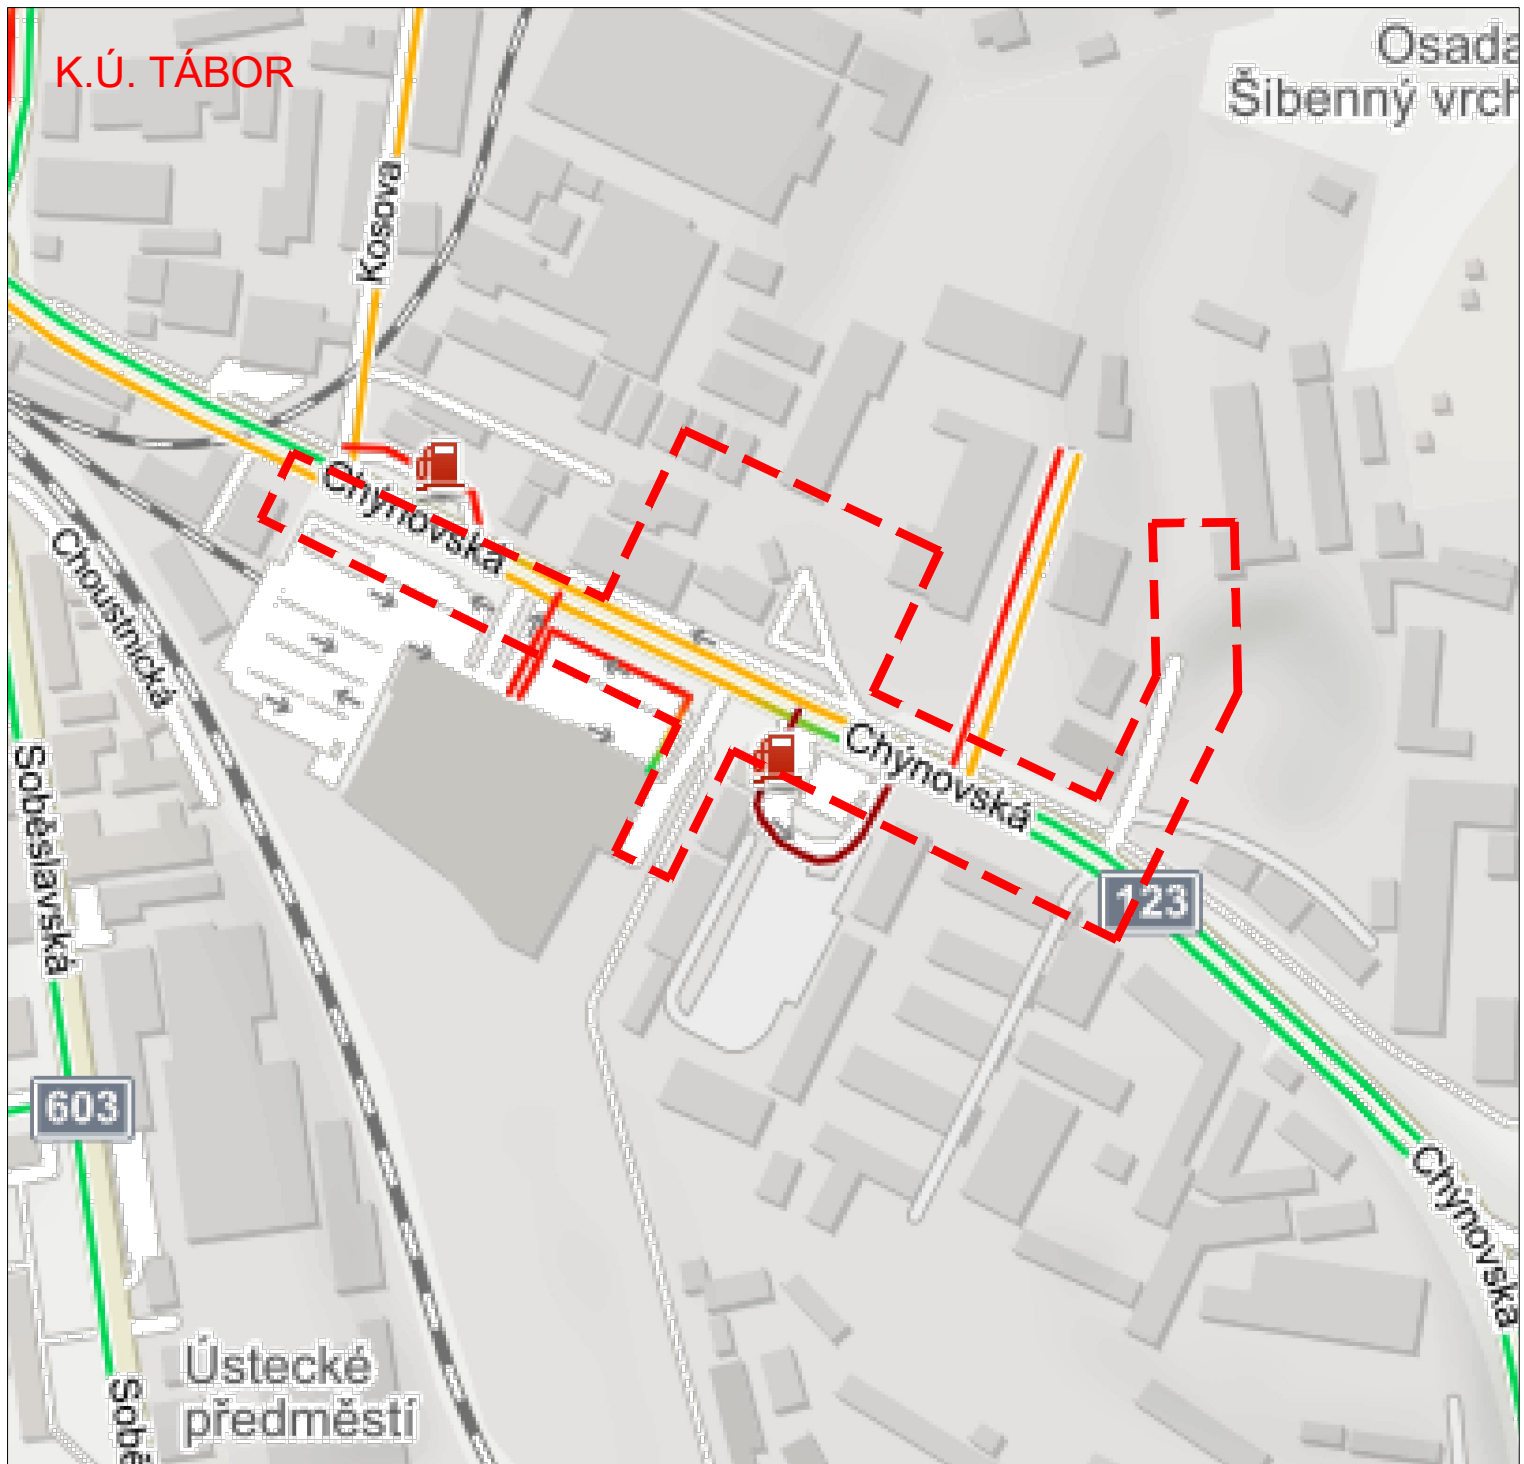 K.Ú. TÁBOR
Osada
Šibenný vrch
Kosova
Chýnovská
Choustnická
Chýnovská
Soběslavská
123
603
Chýnovská
Ústecké
předměstí
Sobě